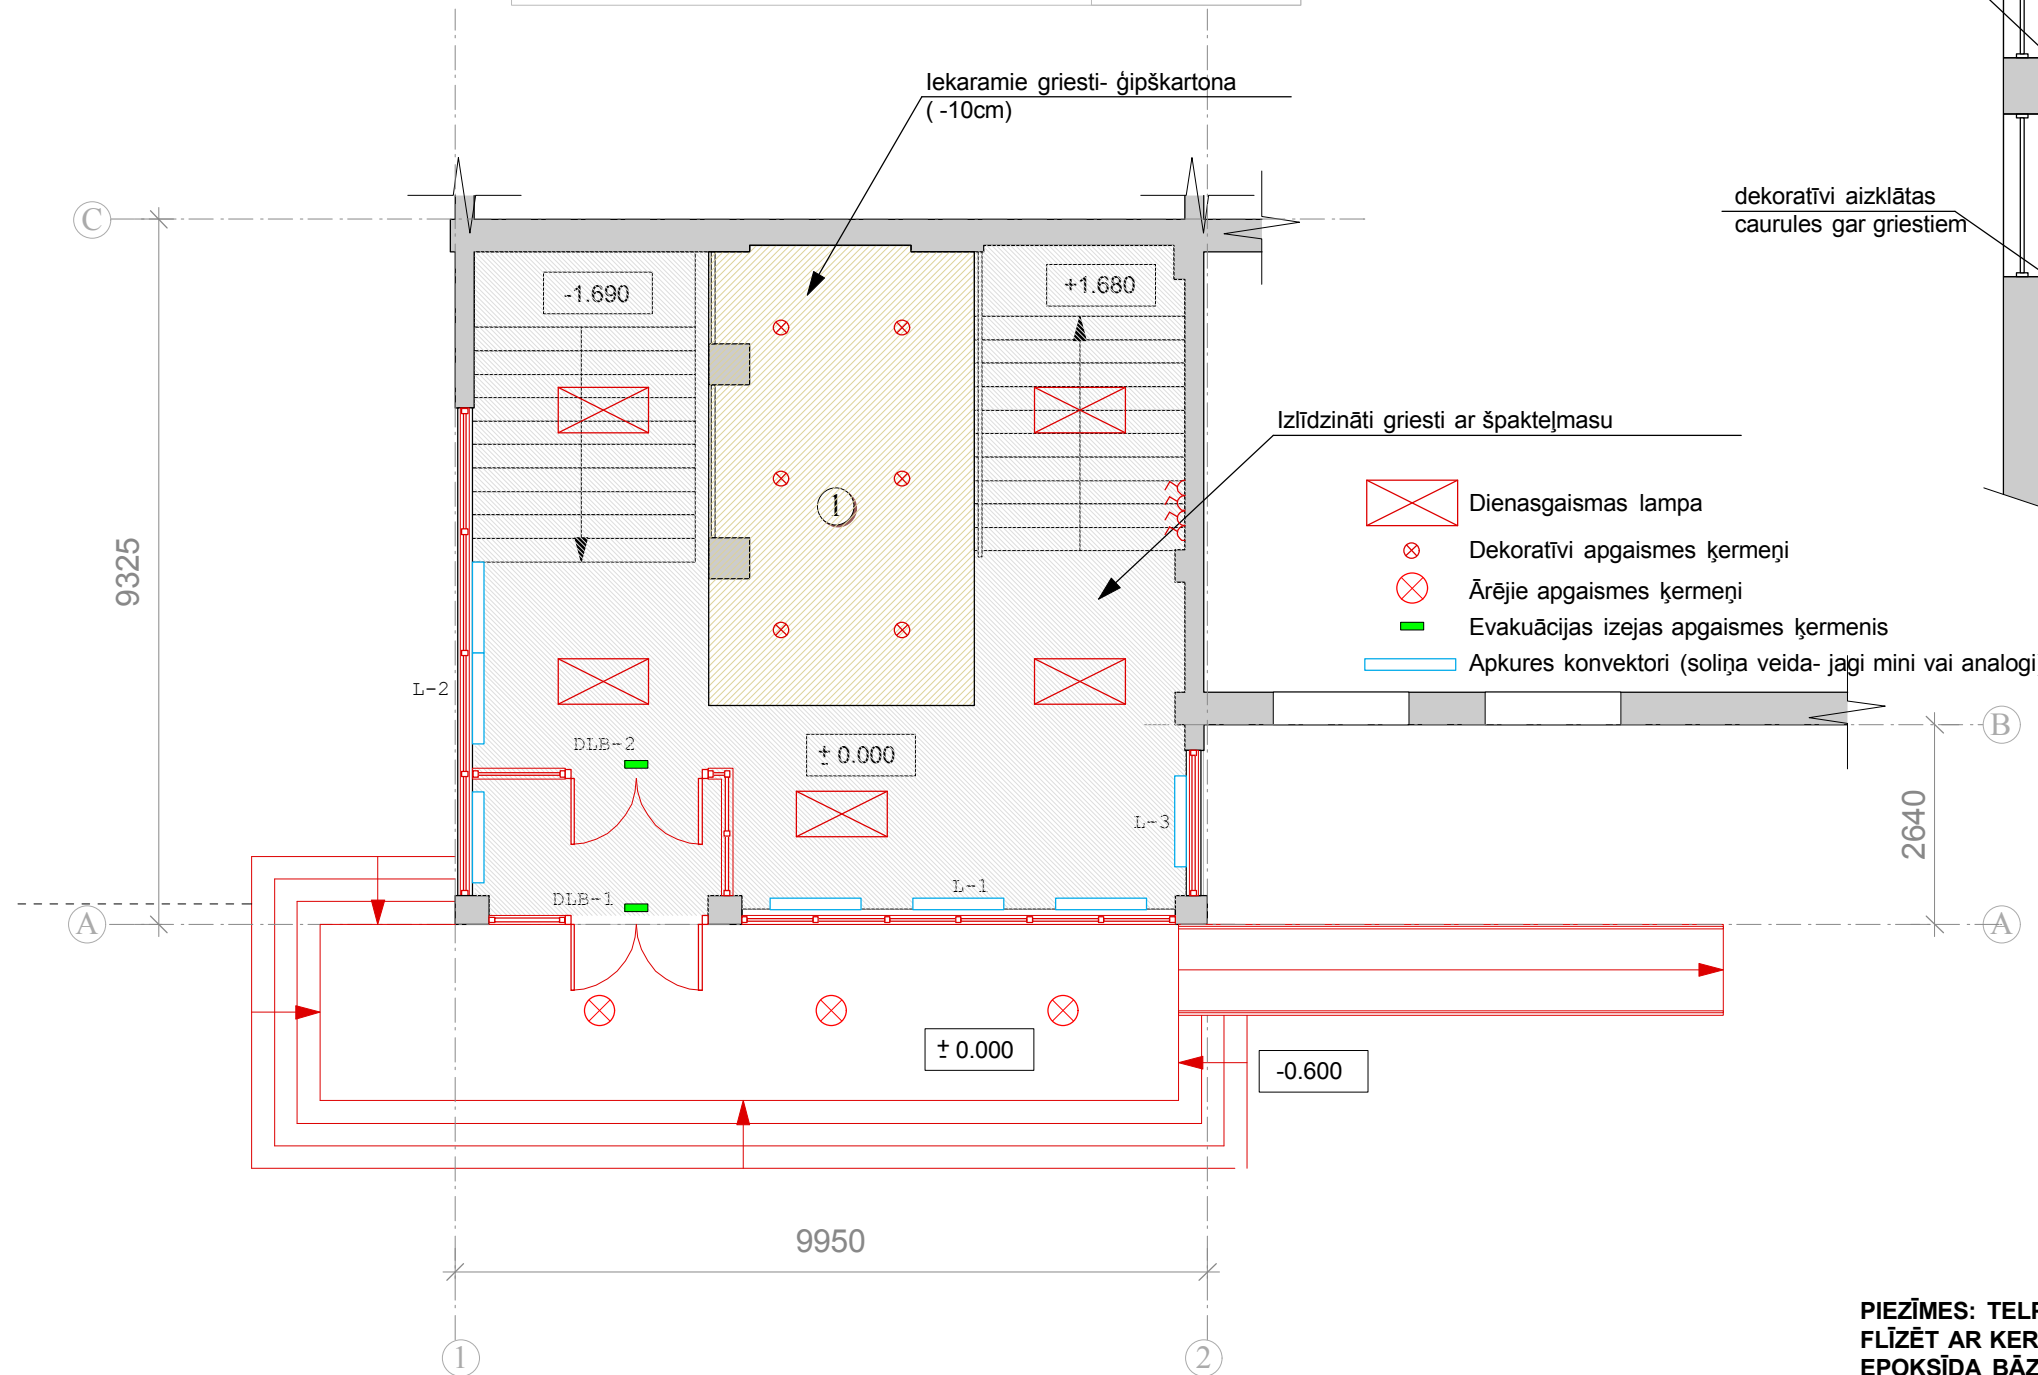 Iekaramie griesti- ģipškartona
( -10cm)
dekoratīvi aizklātas
caurules gar griestiem
C
-1.690
+1.680
Izlīdzināti griesti ar špakteļmasu
1
Dienasgaismas lampa
Dekoratīvi apgaismes ķermeņi
Ārējie apgaismes ķermeņi
Evakuācijas izejas apgaismes ķermenis
Apkures konvektori (soliņa veida- jagi mini vai analogi
9325
L-2
DLB-2
± 0.000
B
L-3
2640
L-1
DLB-1
A
A
± 0.000
-0.600
9950
1
2
PIEZĪMES:
FLĪZĒT AR
EPOKSĪDA